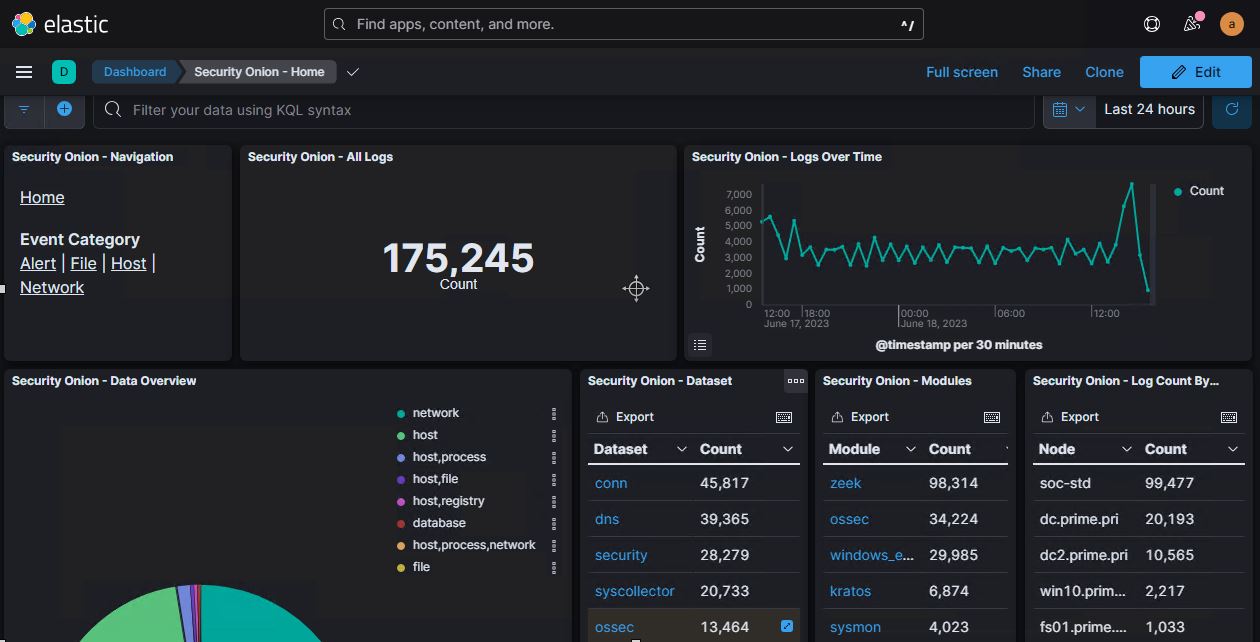 elastic
Find apps, content, and more.
^/
a
D
Dashboard
Security Onion - Home
Full screen
Share
Clone
Edit
Filter your data using KQL syntax
Last 24 hours
Security Onion - Navigation
Home
Event Category
Alert | File | Host |
Network
Security Onion - All Logs
175,245
Count
Security Onion - Logs Over Time
Count
7,000
6,000
5,000
4,000
3,000
2,000
1,000
0
12:00 18:00 00:00 06:00 12:00
June 17, 2023 June 18, 2023
@timestamp per 30 minutes
Count
Security Onion - Data Overview
network
host
host,process
host,file
host,registry
database
host,process,network
file
Security Onion - Dataset
Export
Dataset Count
conn 45,817
dns 39,365
security 28,279
syscollector 20,733
ossec 13,464
Security Onion - Modules
Export
Module Count
zeek 98,314
ossec 34,224
windows_e... 29,985
kratos 6,874
sysmon 4,023
Security Onion - Log Count By...
Export
Node Count
soc-std 99,477
dc.prime.pri 20,193
dc2.prime.pri 10,565
win10.prim... 2,217
fs01.prime.... 1,033